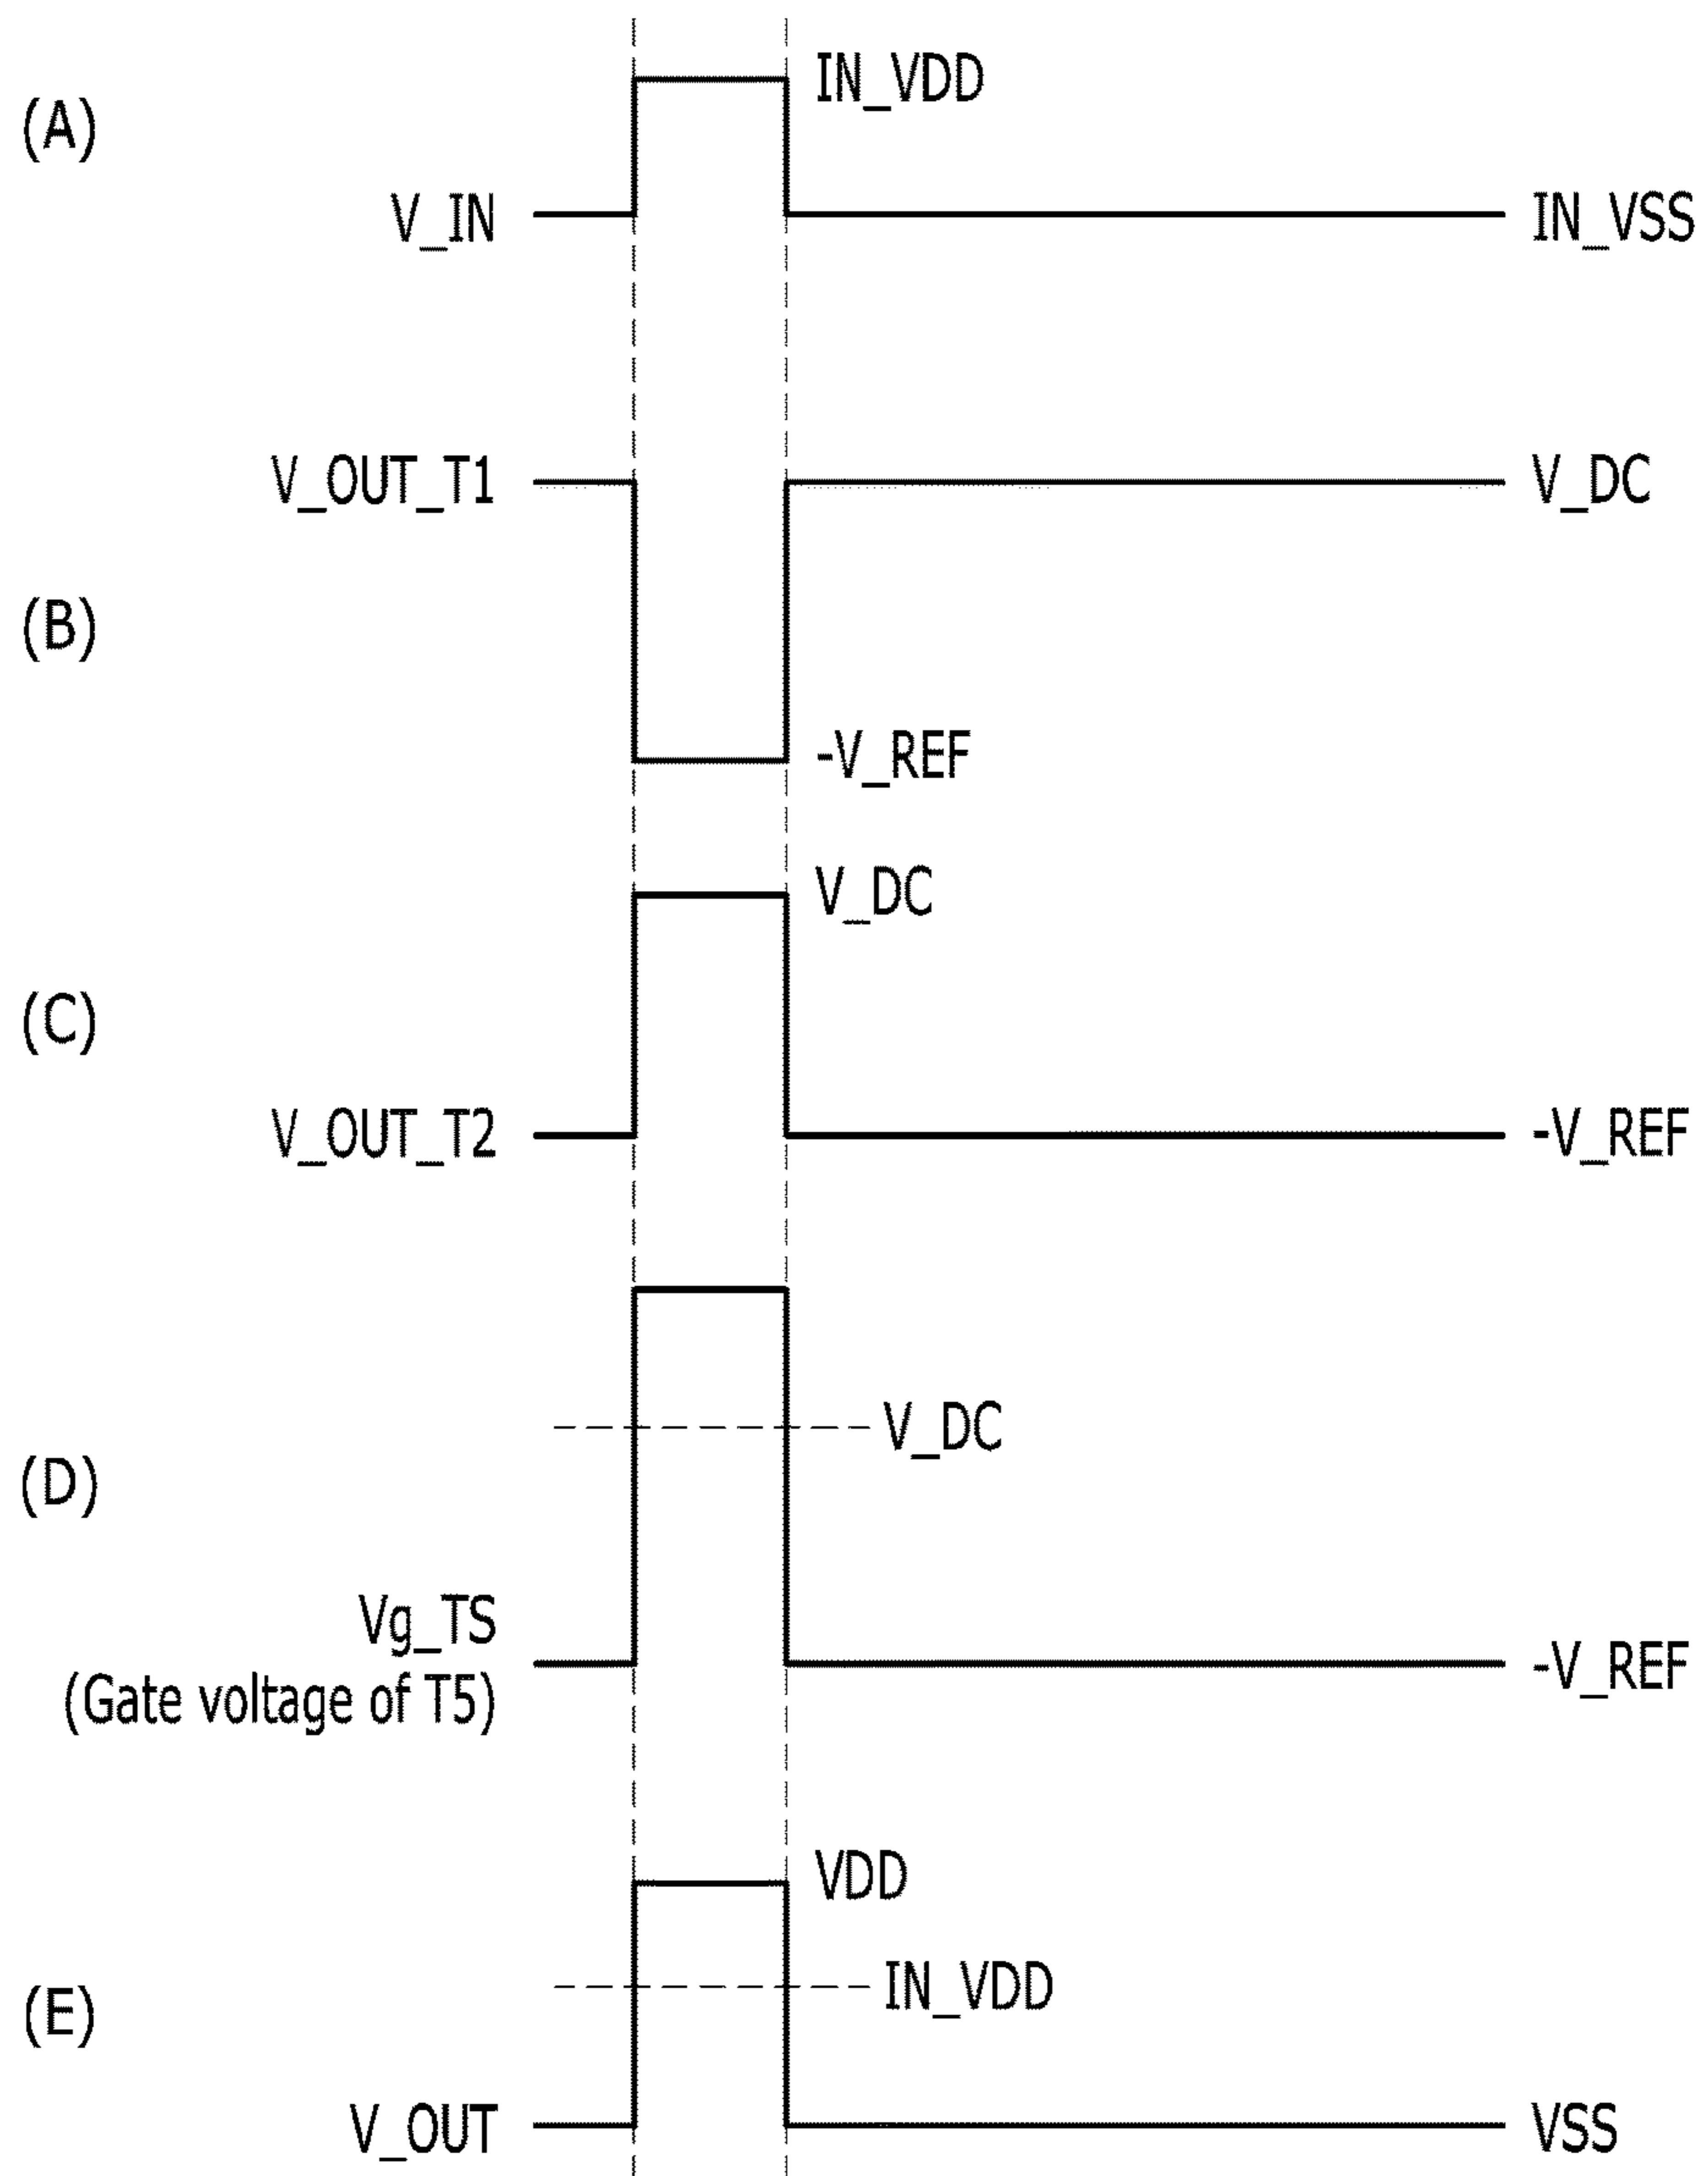 IN_VDD
(A)
V_IN
IN_VSS
V_OUT_T1
V_DC
(B)
-V_REF
V_DC
(C)
V_OUT_T2
-V_REF
V_DC
(D)
Vg_TS
(Gate voltage of T5)
-V_REF
VDD
IN_VDD
(E)
V_OUT
VSS